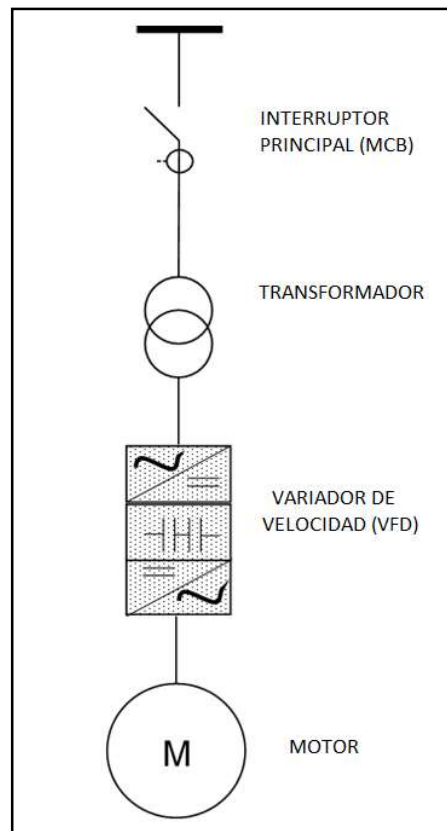 INTERRUPTOR
PRINCIPAL (MCB)
TRANSFORMADOR
VARIADOR DE
VELOCIDAD (VFD)
M
MOTOR